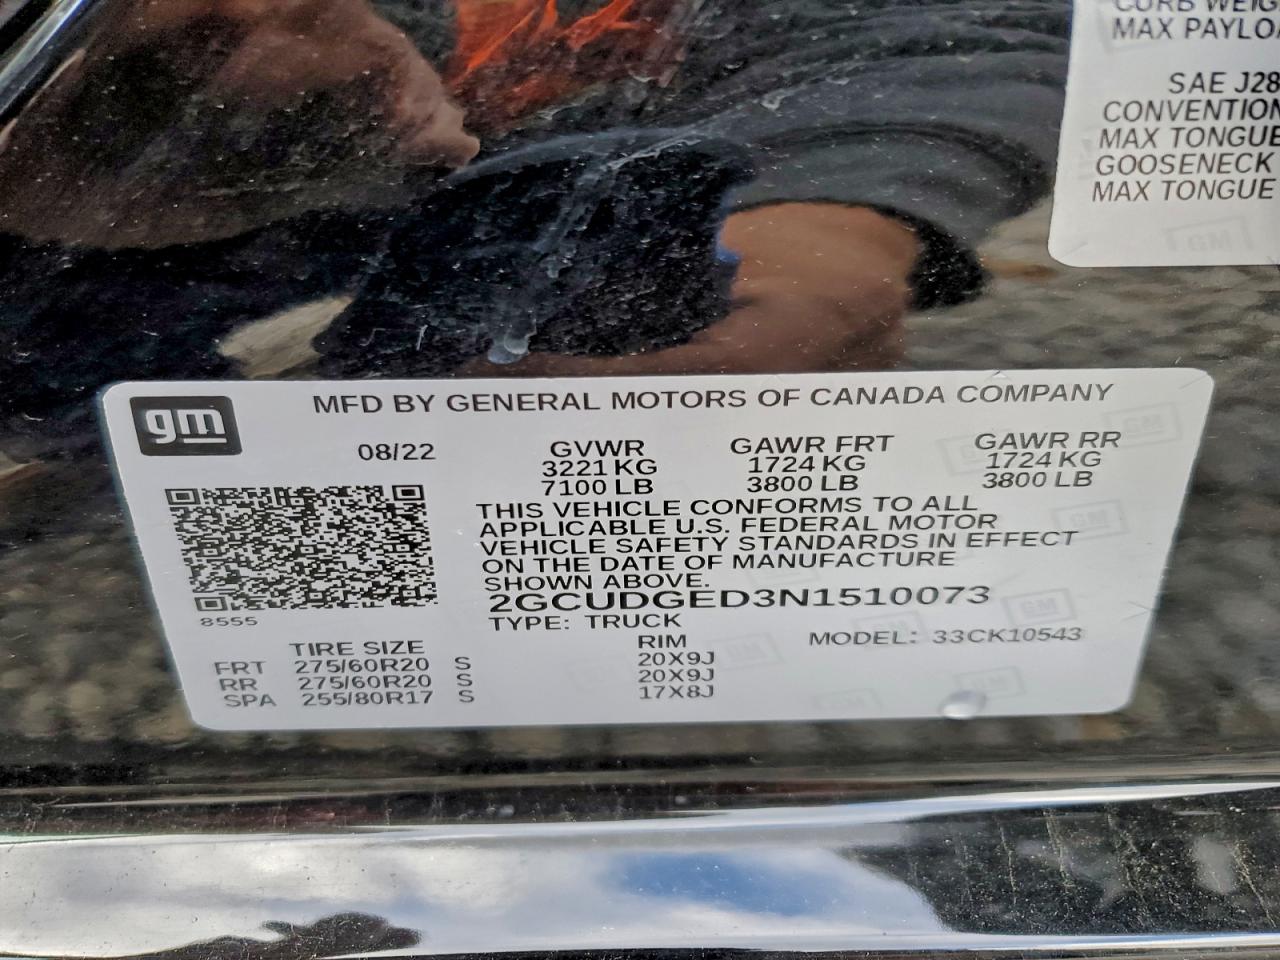 CURB WEIG
MAX PAYLOA
SAE J28
CONVENTION
MAX TONGUE
GOOSENECK
MAX TONGUE
gm
MFD BY GENERAL MOTORS OF CANADA COMPANY
08/22 GVWR GAWR FRT GAWR RR
3221 KG 1724 KG 1724 KG
7100 LB 3800 LB 3800 LB
THIS VEHICLE CONFORMS TO ALL
APPLICABLE U.S. FEDERAL MOTOR
VEHICLE SAFETY STANDARDS IN EFFECT
ON THE DATE OF MANUFACTURE
SHOWN ABOVE.
2GCUDGED3N1510073
8555
TYPE: TRUCK MODEL: 33CK10543
TIRE SIZE RIM
FRT 275/60R20 S 20X9J
RR 275/60R20 S 20X9J
SPA 255/80R17 S 17X8J